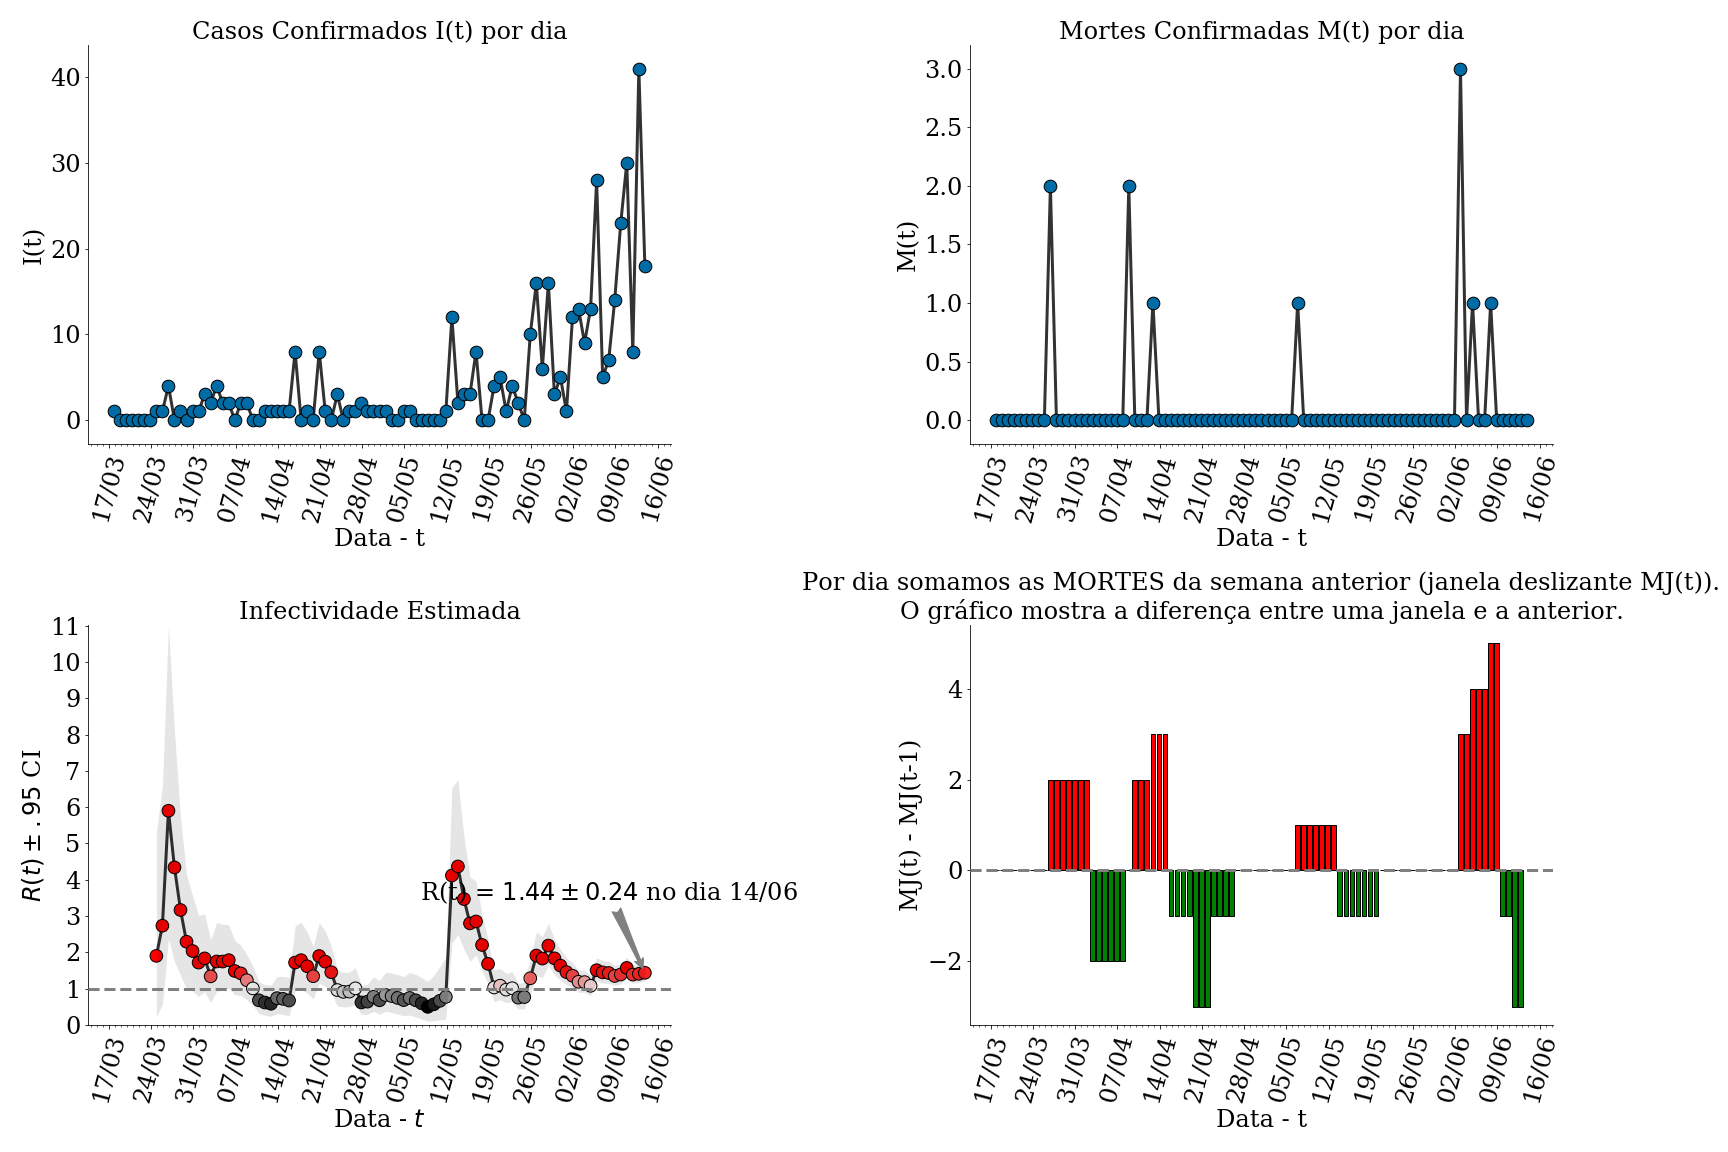 Casos Confirmados I(t) por dia
40
30
20
10
0
I(t)
17/03 24/03 31/03 07/04 14/04 21/04 28/04 05/05 12/05 19/05 26/05 02/06 09/06 16/06
Data - t
Mortes Confirmadas M(t) por dia
3.0
2.5
2.0
1.5
1.0
0.5
0.0
M(t)
17/03 24/03 31/03 07/04 14/04 21/04 28/04 05/05 12/05 19/05 26/05 02/06 09/06 16/06
Data - t
Infectividade Estimada
11
10
9
8
7
6
5
4
3
2
1
0
R(t) ± .95 CI
R(t) = 1.44 ± 0.24 no dia 14/06
17/03 24/03 31/03 07/04 14/04 21/04 28/04 05/05 12/05 19/05 26/05 02/06 09/06 16/06
Data - t
Por dia somamos as MORTES da semana anterior (janela deslizante MJ(t)).
O gráfico mostra a diferença entre uma janela e a anterior.
4
2
0
−2
MJ(t) - MJ(t-1)
17/03 24/03 31/03 07/04 14/04 21/04 28/04 05/05 12/05 19/05 26/05 02/06 09/06 16/06
Data - t